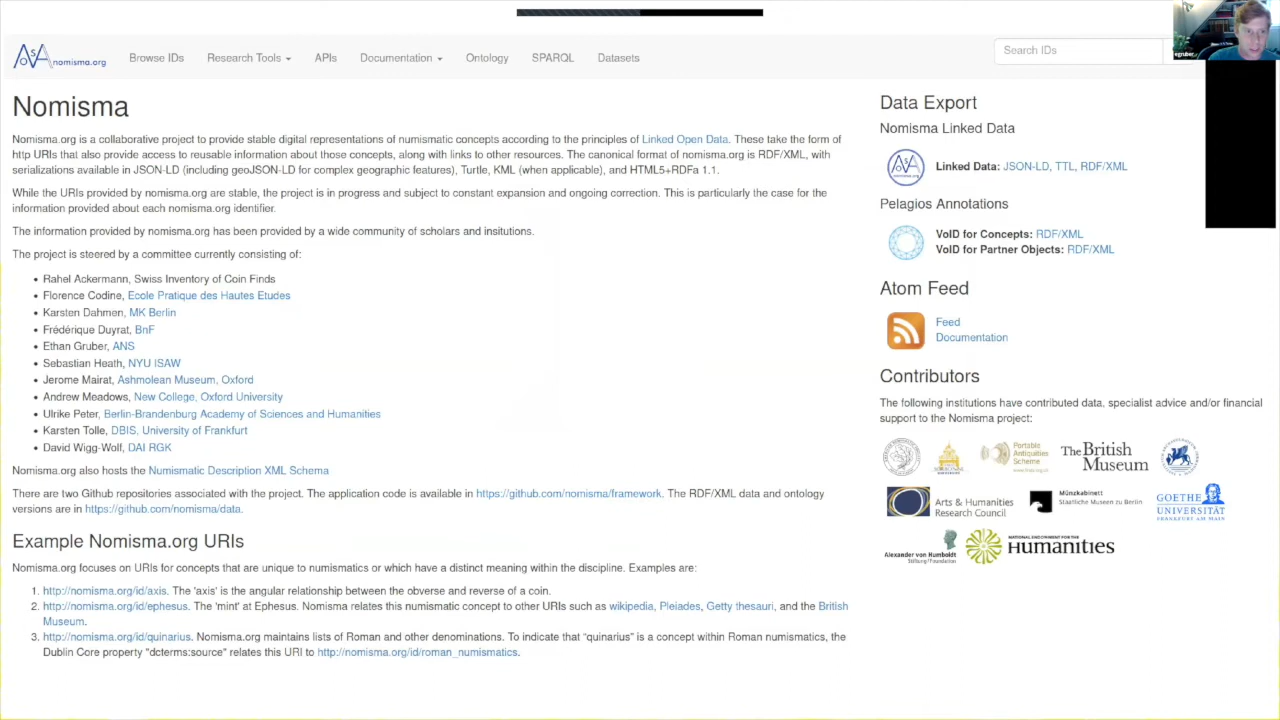 nomisma.org
Browse IDs
Research Tools
APIs
Documentation
Ontology
SPARQL
Datasets
Search IDs
egruber
Nomisma
Nomisma.org is a collaborative project to provide stable digital representations of numismatic concepts according to the principles of Linked Open Data. These take the form of
http URIs that also provide access to reusable information about those concepts, along with links to other resources. The canonical format of nomisma.org is RDF/XML, with
serializations available in JSON-LD (including geoJSON-LD for complex geographic features), Turtle, KML (when applicable), and HTML5+RDFa 1.1.
While the URIs provided by nomisma.org are stable, the project is in progress and subject to constant expansion and ongoing correction. This is particularly the case for the
information provided about each nomisma.org identifier.
The information provided by nomisma.org has been provided by a wide community of scholars and insitutions.
The project is steered by a committee currently consisting of:
• Rahel Ackermann, Swiss Inventory of Coin Finds
• Florence Codine, Ecole Pratique des Hautes Etudes
• Karsten Dahmen, MK Berlin
• Frédérique Duyrat, BnF
• Ethan Gruber, ANS
• Sebastian Heath, NYU ISAW
• Jerome Mairat, Ashmolean Museum, Oxford
• Andrew Meadows, New College, Oxford University
• Ulrike Peter, Berlin-Brandenburg Academy of Sciences and Humanities
• Karsten Tolle, DBIS, University of Frankfurt
• David Wigg-Wolf, DAI RGK
Nomisma.org also hosts the Numismatic Description XML Schema
There are two Github repositories associated with the project. The application code is available in https://github.com/nomisma/framework. The RDF/XML data and ontology
versions are in https://github.com/nomisma/data.
Example Nomisma.org URIs
Nomisma.org focuses on URIs for concepts that are unique to numismatics or which have a distinct meaning within the discipline. Examples are:
1. http://nomisma.org/id/axis. The 'axis' is the angular relationship between the obverse and reverse of a coin.
2. http://nomisma.org/id/ephesus. The 'mint' at Ephesus. Nomisma relates this numismatic concept to other URIs such as wikipedia, Pleiades, Getty thesauri, and the British
Museum.
3. http://nomisma.org/id/quinarius. Nomisma.org maintains lists of Roman and other denominations. To indicate that "quinarius" is a concept within Roman numismatics, the
Dublin Core property "dcterms:source" relates this URI to http://nomisma.org/id/roman_numismatics.
Data Export
Nomisma Linked Data
Linked Data: JSON-LD, TTL, RDF/XML
Pelagios Annotations
VoID for Concepts: RDF/XML
VoID for Partner Objects: RDF/XML
Atom Feed
Feed
Documentation
Contributors
The following institutions have contributed data, specialist advice and/or financial
support to the Nomisma project:
Portable
Antiquities
Scheme
The British
Museum
Arts & Humanities
Research Council
Münzkabinett
Staatliche Museen zu Berlin
GOETHE
UNIVERSITÄT
FRANKFURT AM MAIN
Alexander von Humboldt
Stiftung/Foundation
NATIONAL ENDOWMENT FOR THE
Humanities